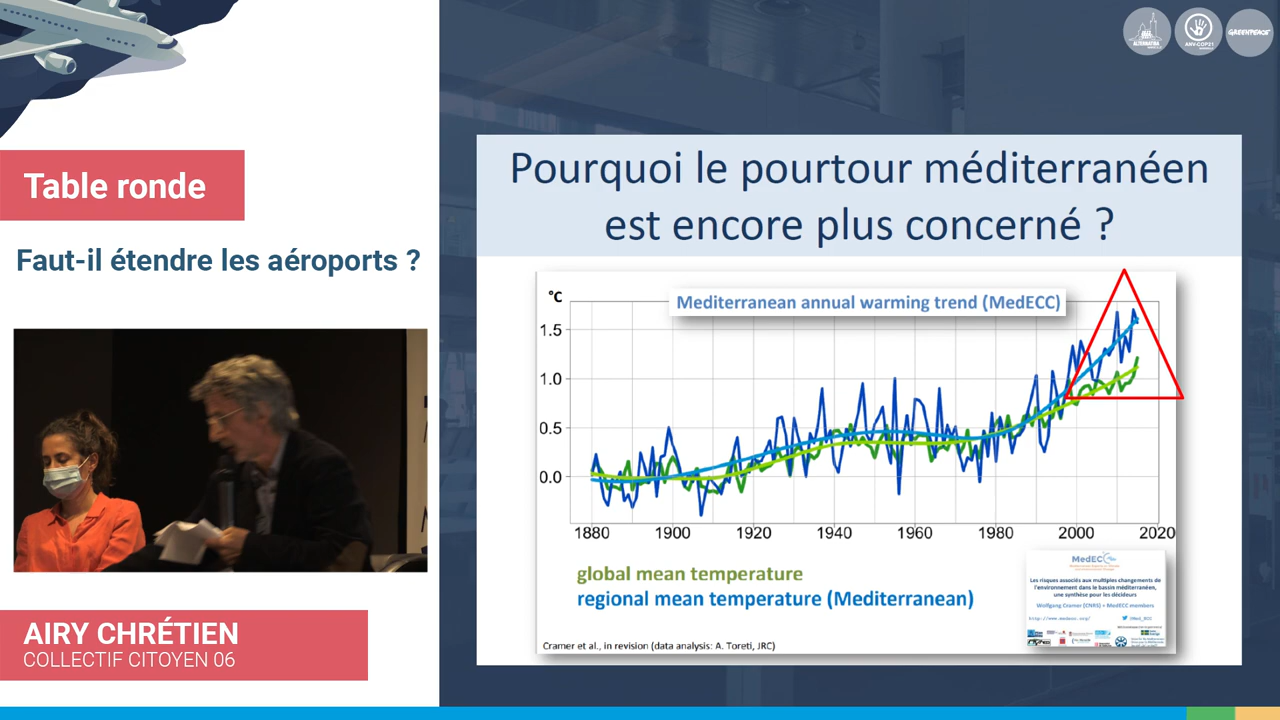 ALTERNATIBA
ANV-COP21
GREENPEACE
Table ronde
Faut-il étendre les aéroports ?
AIRY CHRÉTIEN
COLLECTIF CITOYEN 06
Pourquoi le pourtour méditerranéen
est encore plus concerné ?
°C
Mediterranean annual warming trend (MedECC)
1.5
1.0
0.5
0.0
1880 1900 1920 1940 1960 1980 2000 2020
global mean temperature
regional mean temperature (Mediterranean)
Cramer et al., in revision (data analysis: A. Toreti, JRC)
MedECC
Les risques associés aux multiples changements de
l'environnement dans le bassin méditerranéen,
une synthèse pour les décideurs
Wolfgang Cramer (CNRS) + MedECC members